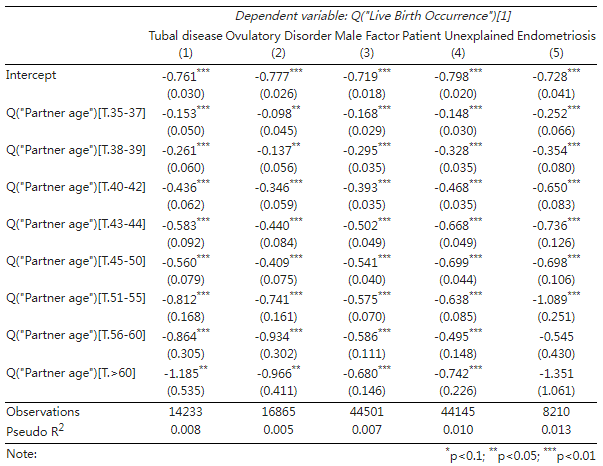 Dependent variable: Q("Live Birth Occurrence")[1]
Tubal disease Ovulatory Disorder Male Factor Patient Unexplained Endometriosis
(1) (2) (3) (4) (5)
Intercept -0.761*** -0.777*** -0.719*** -0.798*** -0.728***
(0.030) (0.026) (0.018) (0.020) (0.041)
Q("Partner age")[T.35-37] -0.153*** -0.098** -0.168*** -0.148*** -0.252***
(0.050) (0.045) (0.029) (0.030) (0.066)
Q("Partner age")[T.38-39] -0.261*** -0.137** -0.295*** -0.328*** -0.354***
(0.060) (0.056) (0.035) (0.035) (0.080)
Q("Partner age")[T.40-42] -0.436*** -0.346*** -0.393*** -0.468*** -0.650***
(0.062) (0.059) (0.035) (0.035) (0.083)
Q("Partner age")[T.43-44] -0.583*** -0.440*** -0.502*** -0.668*** -0.736***
(0.092) (0.084) (0.049) (0.049) (0.126)
Q("Partner age")[T.45-50] -0.560*** -0.409*** -0.541*** -0.699*** -0.698***
(0.079) (0.075) (0.040) (0.044) (0.106)
Q("Partner age")[T.51-55] -0.812*** -0.741*** -0.575*** -0.638*** -1.089***
(0.168) (0.161) (0.070) (0.085) (0.251)
Q("Partner age")[T.56-60] -0.864*** -0.934*** -0.586*** -0.495*** -0.545
(0.305) (0.302) (0.111) (0.148) (0.430)
Q("Partner age")[T.>60] -1.185** -0.966** -0.680*** -0.742*** -1.351
(0.535) (0.411) (0.146) (0.226) (1.061)
Observations 14233 16865 44501 44145 8210
Pseudo R2 0.008 0.005 0.007 0.010 0.013
Note: *p<0.1; **p<0.05; ***p<0.01